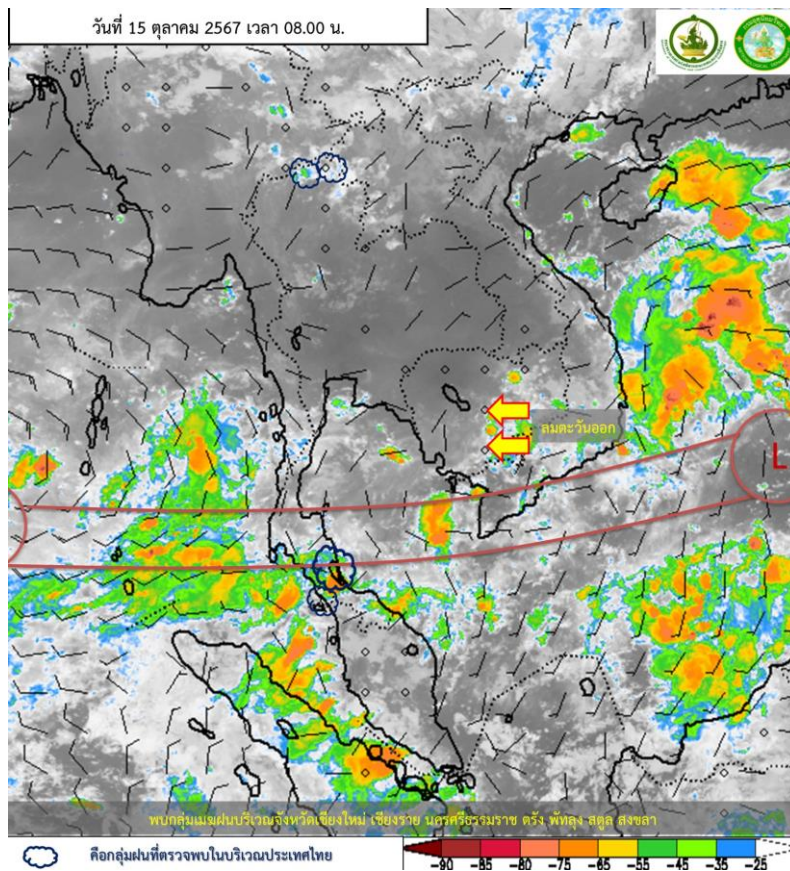 วันที่ 15 ตุลาคม 2567 เวลา 08.00 น.
ลมตะวันออก
L
พบกลุ่มเมฆฝนบริเวณจังหวัดเชียงใหม่ เชียงราย นครศรีธรรมราช ตรัง พัทลุง สตูล สงขลา
คือกลุ่มฝนที่ตรวจพบในบริเวณประเทศไทย
-90 -85 -80 -75 -65 -55 -45 -35 -25